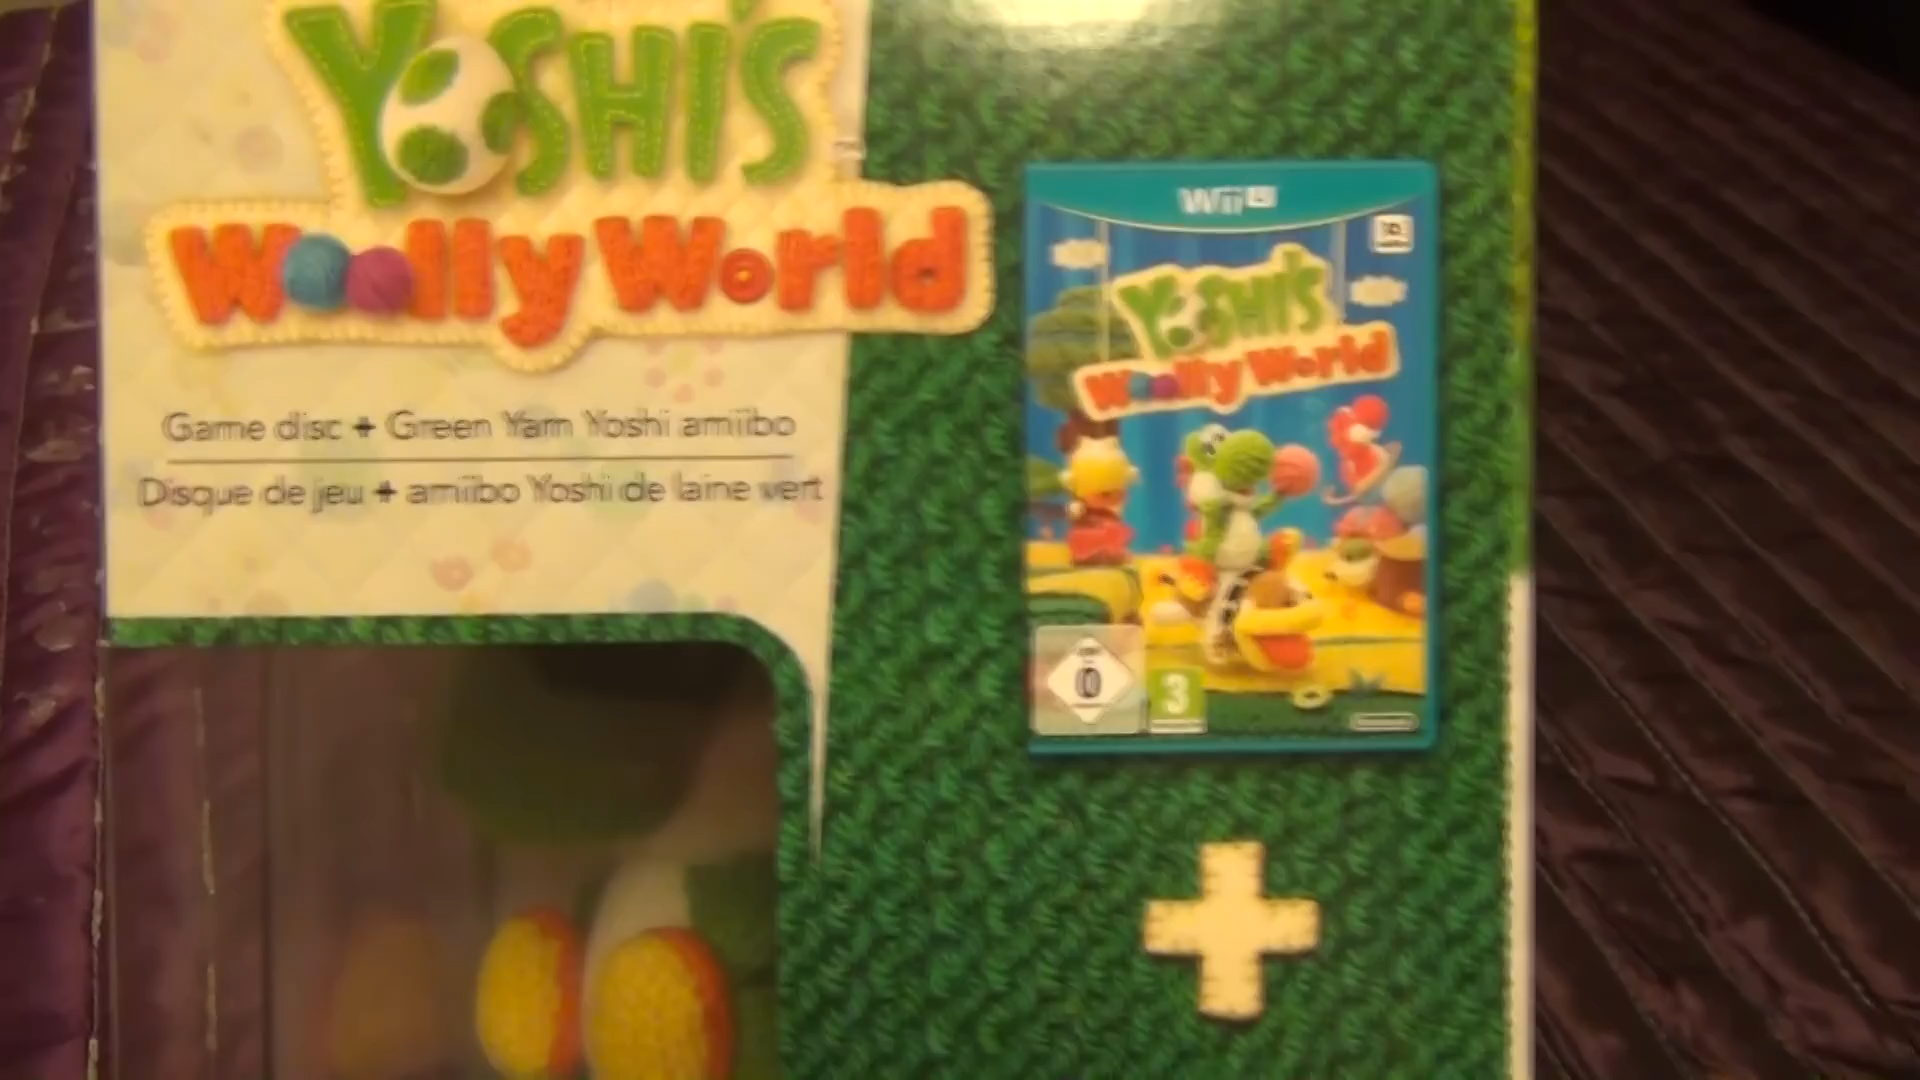 YOSHI'S
Woolly World
Game disc + Green Yarn Yoshi amiibo
Disque de jeu + amiibo Yoshi de laine vert
Wii U
YOSHI'S
Woolly World
0
3